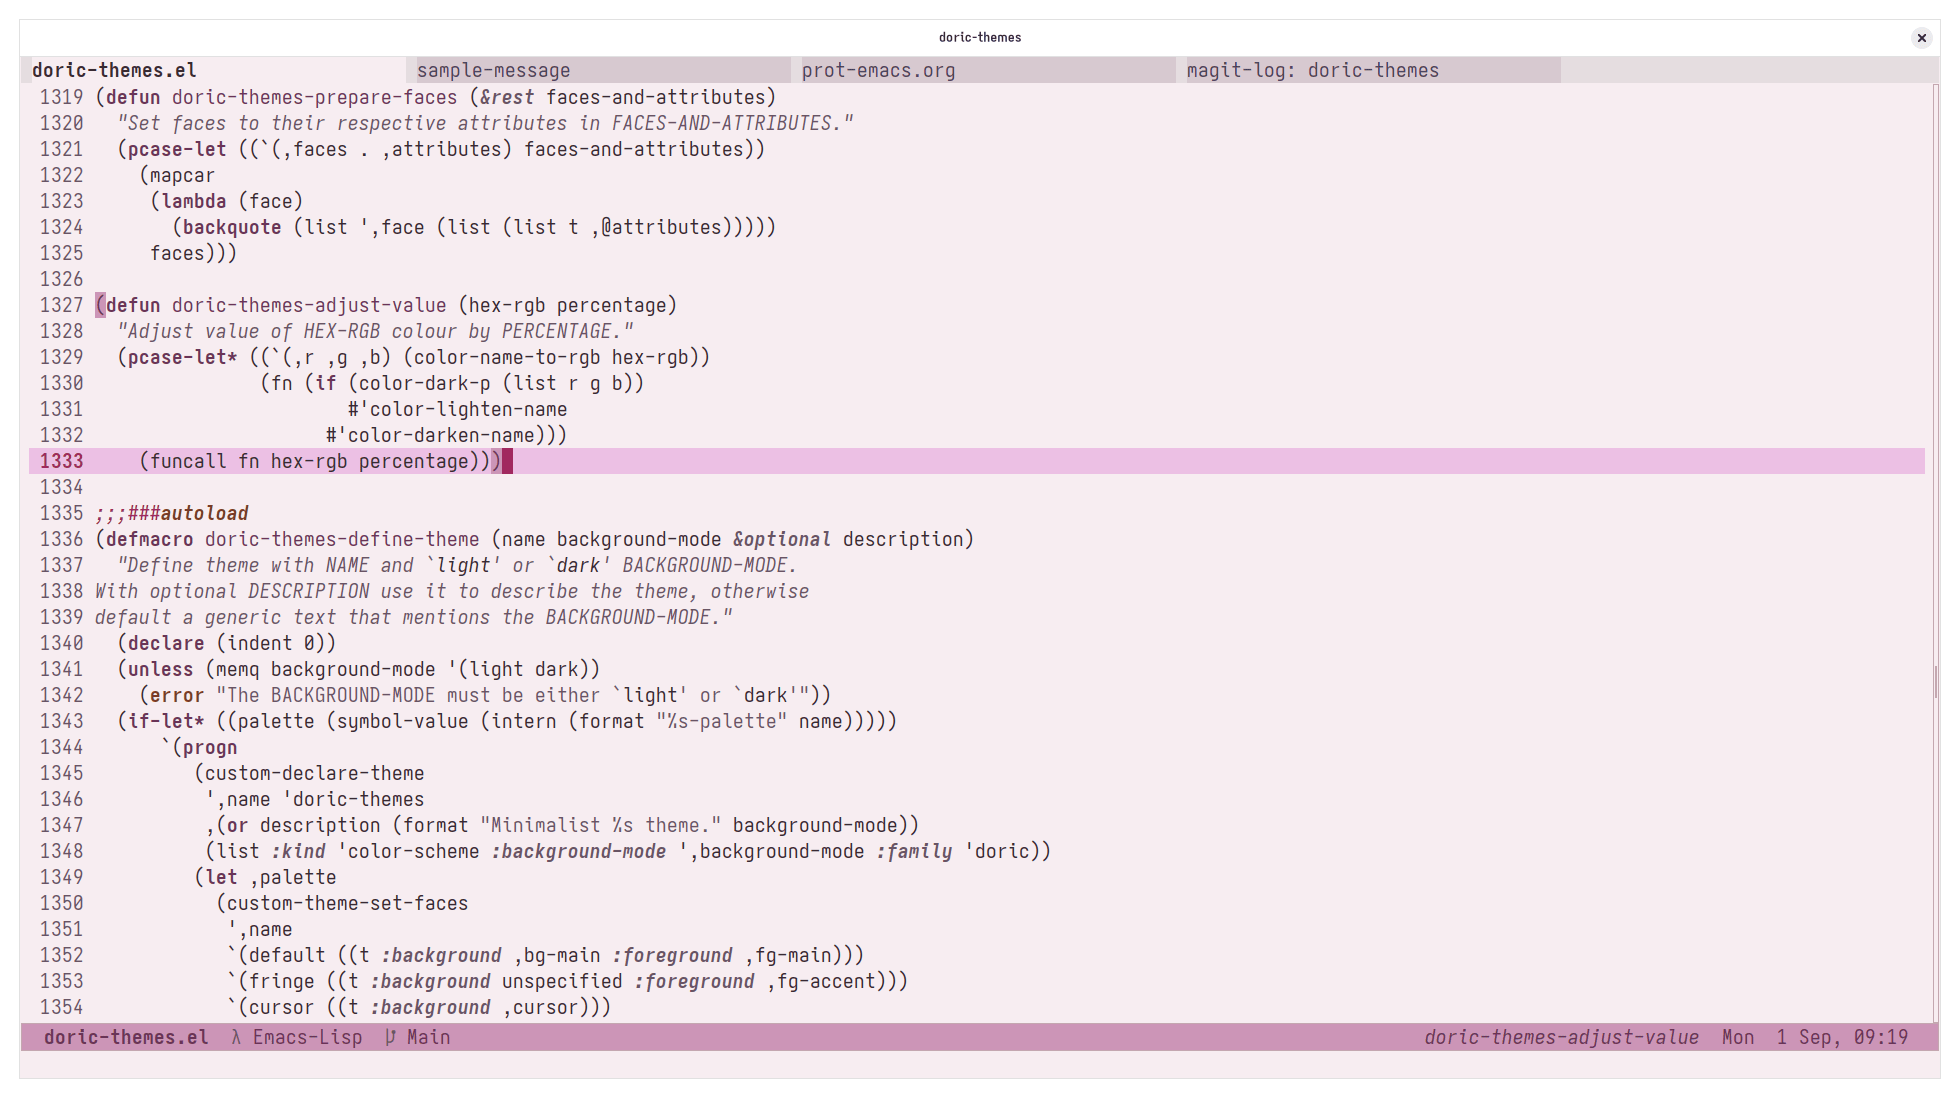 doric-themes
doric-themes.el sample-message prot-emacs.org magit-log: doric-themes
1319 (defun doric-themes-prepare-faces (&rest faces-and-attributes)
1320   "Set faces to their respective attributes in FACES-AND-ATTRIBUTES."
1321   (pcase-let ((`(,faces . ,attributes) faces-and-attributes))
1322     (mapcar
1323      (lambda (face)
1324        (backquote (list ',face (list (list t ,@attributes)))))
1325      faces)))
1326
1327 (defun doric-themes-adjust-value (hex-rgb percentage)
1328   "Adjust value of HEX-RGB colour by PERCENTAGE."
1329   (pcase-let* ((`(,r ,g ,b) (color-name-to-rgb hex-rgb))
1330                (fn (if (color-dark-p (list r g b))
1331                        #'color-lighten-name
1332                      #'color-darken-name)))
1333     (funcall fn hex-rgb percentage)))
1334
1335 ;;;###autoload
1336 (defmacro doric-themes-define-theme (name background-mode &optional description)
1337   "Define theme with NAME and `light' or `dark' BACKGROUND-MODE.
1338 With optional DESCRIPTION use it to describe the theme, otherwise
1339 default a generic text that mentions the BACKGROUND-MODE."
1340   (declare (indent 0))
1341   (unless (memq background-mode '(light dark))
1342     (error "The BACKGROUND-MODE must be either `light' or `dark'"))
1343   (if-let* ((palette (symbol-value (intern (format "%s-palette" name)))))
1344       `(progn
1345          (custom-declare-theme
1346           ',name 'doric-themes
1347           ,(or description (format "Minimalist %s theme." background-mode))
1348           (list :kind 'color-scheme :background-mode ',background-mode :family 'doric))
1349          (let ,palette
1350            (custom-theme-set-faces
1351             ',name
1352             `(default ((t :background ,bg-main :foreground ,fg-main)))
1353             `(fringe ((t :background unspecified :foreground ,fg-accent)))
1354             `(cursor ((t :background ,cursor)))
doric-themes.el λ Emacs-Lisp Main doric-themes-adjust-value Mon 1 Sep, 09:19